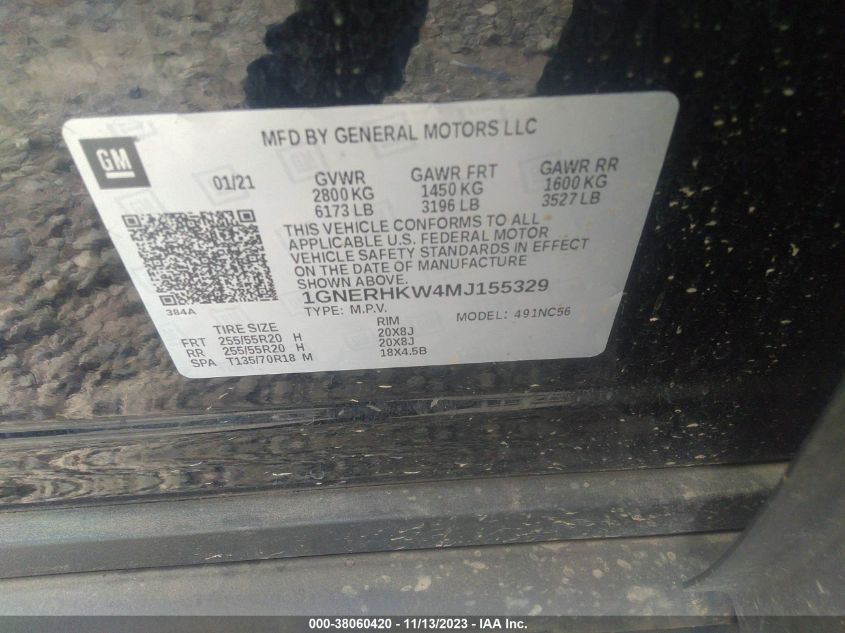 MFD BY GENERAL MOTORS LLC
GM
01/21
GVWR GAWR FRT GAWR RR
2800 KG 1450 KG 1600 KG
6173 LB 3196 LB 3527 LB
THIS VEHICLE CONFORMS TO ALL
APPLICABLE U.S. FEDERAL MOTOR
VEHICLE SAFETY STANDARDS IN EFFECT
ON THE DATE OF MANUFACTURE
SHOWN ABOVE.
384A
1GNERHKW4MJ155329
TYPE: M.P.V. MODEL: 491NC56
TIRE SIZE RIM
FRT 255/55R20 H 20X8J
RR 255/55R20 H 20X8J
SPA T135/70R18 M 18X4.5B
000-38060420 - 11/13/2023 - IAA Inc.